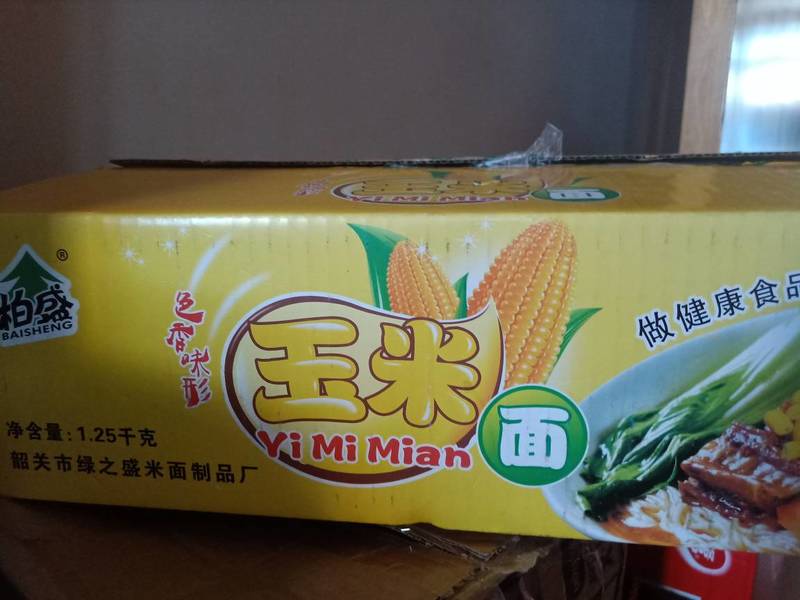 玉米面
YI MI MIAN
柏盛
®
BAISHENG
色香味形
玉米
Yi Mi Mian
面
做健康食品
净含量:1.25千克
韶关市绿之盛米面制品厂